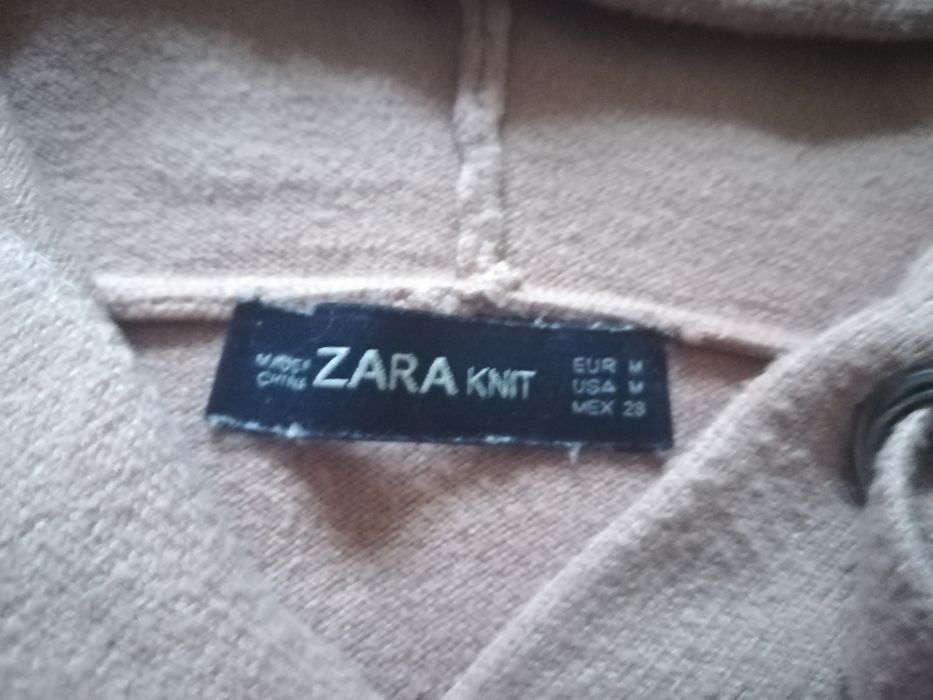 MADE IN
CHINA
ZARA KNIT
EUR M
USA M
MEX 28